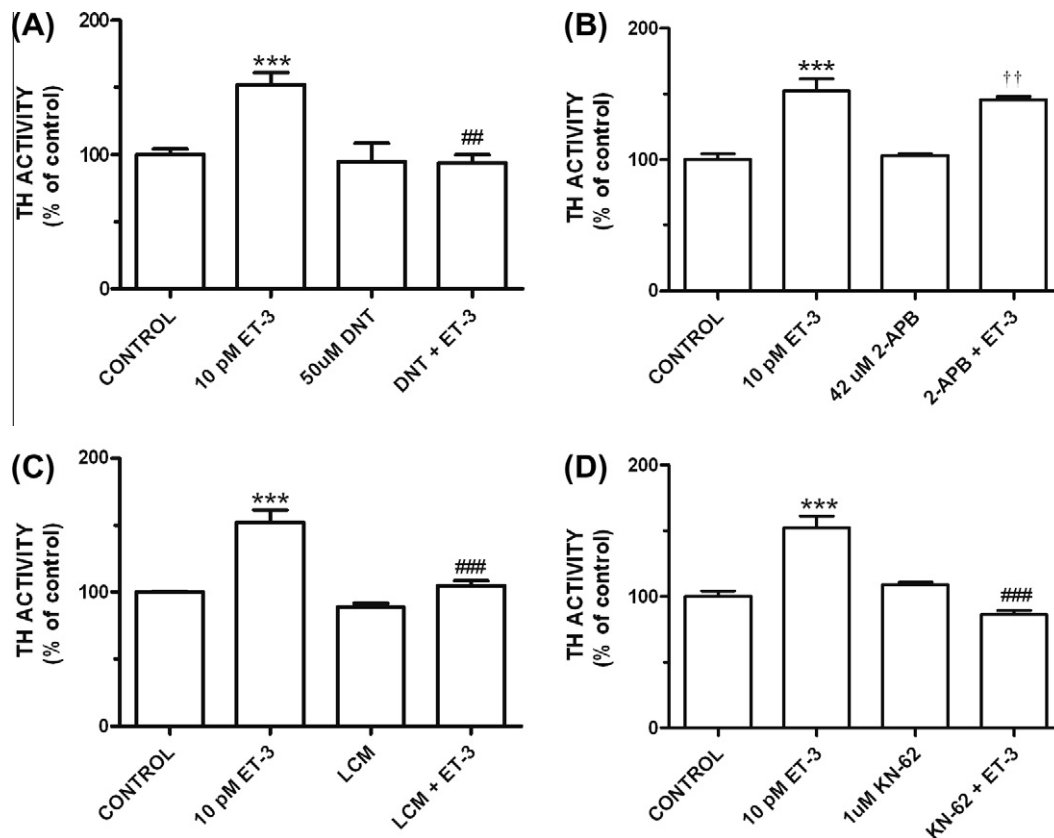 (A)
TH ACTIVITY
(% of control)
200
100
0
***
##
CONTROL
10 pM ET-3
50uM DNT
DNT + ET-3
(B)
TH ACTIVITY
(% of control)
200
100
0
***
††
CONTROL
10 pM ET-3
42 uM 2-APB
2-APB + ET-3
(C)
TH ACTIVITY
(% of control)
200
100
0
***
###
CONTROL
10 pM ET-3
LCM
LCM + ET-3
(D)
TH ACTIVITY
(% of control)
200
100
0
***
###
CONTROL
10 pM ET-3
1uM KN-62
KN-62 + ET-3